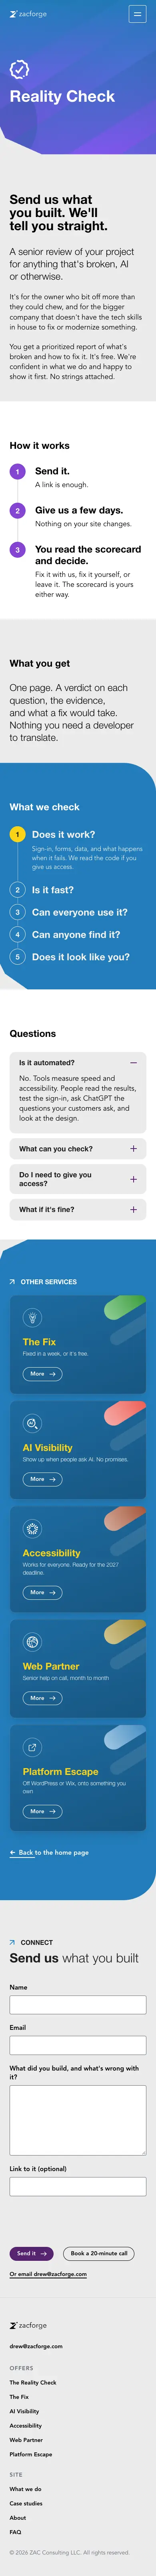 zacforge
Reality Check
Send us what
you built. We'll
tell you straight.
A senior review of your project
for anything that's broken, AI
or otherwise.
It's for the owner who bit off more than
they could chew, and for the bigger
company that doesn't have the tech skills
in house to fix or modernise something.
You get a prioritized report of what's
broken and how to fix it. It's free. We're
confident in what we do and happy to
show it first. No strings attached.
How it works
1
Send it.
A link is enough.
2
Give us a few days.
Nothing on your site changes.
3
You read the scorecard
and decide.
Fix it with us, fix it yourself, or
leave it. The scorecard is yours
either way.
What you get
One page. A verdict on each
question, the evidence,
and what a fix would take.
Nothing you need a developer
to translate.
What we check
1
Does it work?
Sign-in, forms, data, and what happens
when it fails. We read the code if you
give us access.
2
Is it fast?
3
Can everyone use it?
4
Can anyone find it?
5
Does it look like you?
Questions
Is it automated?
No. Tools measure speed and
accessibility. People read the results,
test the sign-in, ask ChatGPT the
questions your customers ask, and
look at the design.
What can you check?
Do I need to give you
access?
What if it's fine?
OTHER SERVICES
The Fix
Fixed in a week, or it's free.
More
AI Visibility
Show up when people ask AI. No promises.
More
Accessibility
Works for everyone. Ready for the 2027
deadline.
More
Web Partner
Senior help on call, month to month
More
Platform Escape
Off WordPress or Wix, onto something you
own
More
Back to the home page
CONNECT
Send us what you built
Name
Email
What did you build, and what's wrong with
it?
Link to it (optional)
Send it
Book a 20-minute call
Or email drew@zacforge.com
zacforge
drew@zacforge.com
OFFERS
The Reality Check
The Fix
AI Visibility
Accessibility
Web Partner
Platform Escape
SITE
What we do
Case studies
About
FAQ
© 2026 ZAC Consulting LLC. All rights reserved.